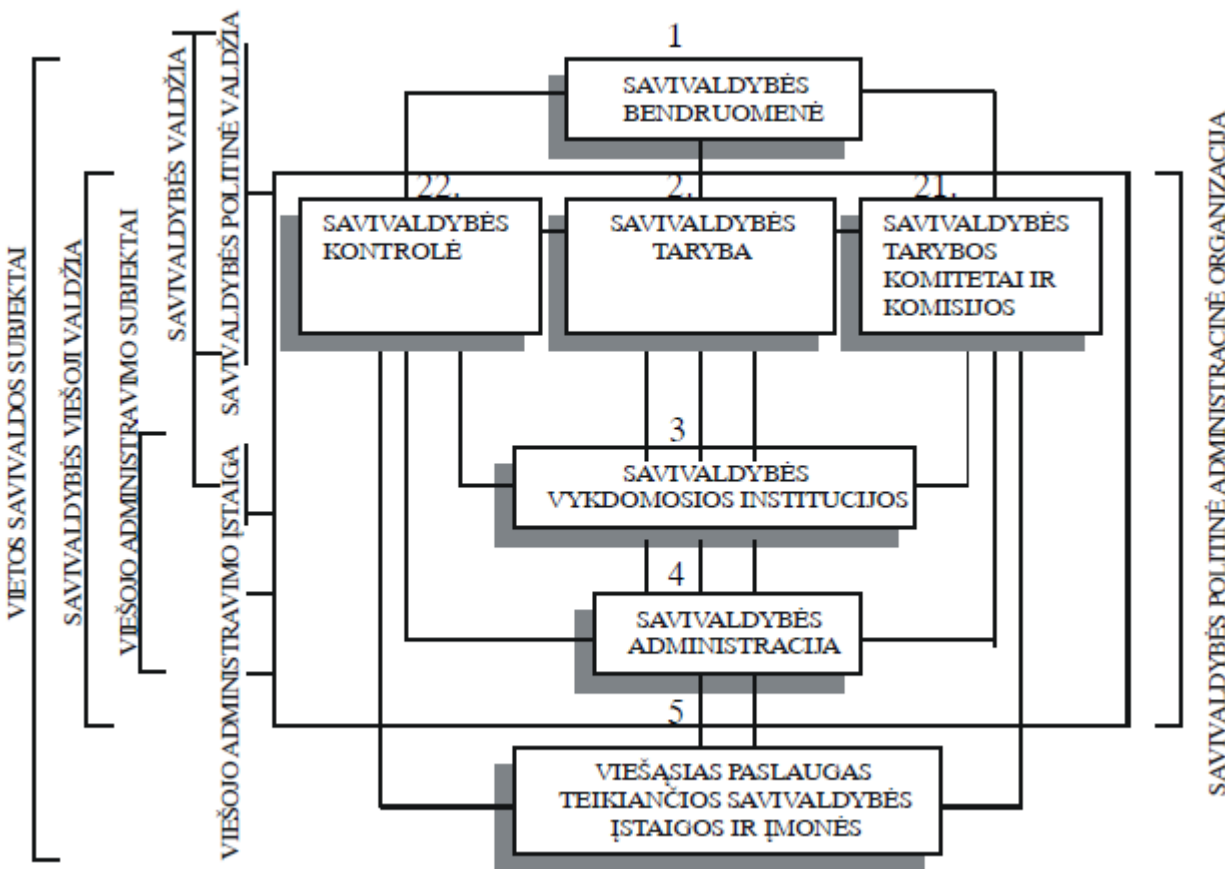 VIETOS SAVIVALDOS SUBJEKTAI
SAVIVALDYBĖS VIEŠOJI VALDŽIA
VIEŠOJO ADMINISTRAVIMO SUBJEKTAI
SAVIVALDYBĖS VALDŽIA
SAVIVALDYBĖS POLITINĖ VALDŽIA
VIEŠOJO ADMINISTRAVIMO ĮSTAIGA
1
SAVIVALDYBĖS
BENDRUOMENĖ
22.
SAVIVALDYBĖS
KONTROLĖ
2.
SAVIVALDYBĖS
TARYBA
21.
SAVIVALDYBĖS
TARYBOS
KOMITETAI IR
KOMISIJOS
3
SAVIVALDYBĖS
VYKDOMOSIOS INSTITUCIJOS
4
SAVIVALDYBĖS
ADMINISTRACIJA
5
VIEŠĄSIAS PASLAUGAS
TEIKIANČIOS SAVIVALDYBĖS
ĮSTAIGOS IR ĮMONĖS
SAVIVALDYBĖS POLITINĖ ADMINISTRACINĖ ORGANIZACIJA